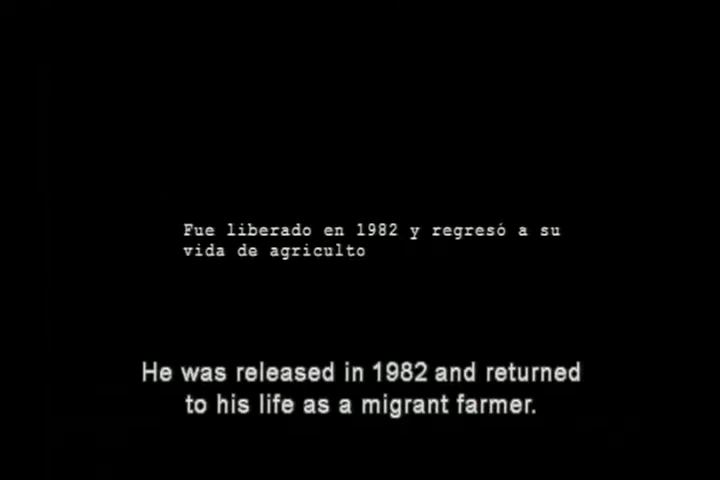 Fue liberado en 1982 y regresó a su
vida de agriculto
He was released in 1982 and returned
to his life as a migrant farmer.